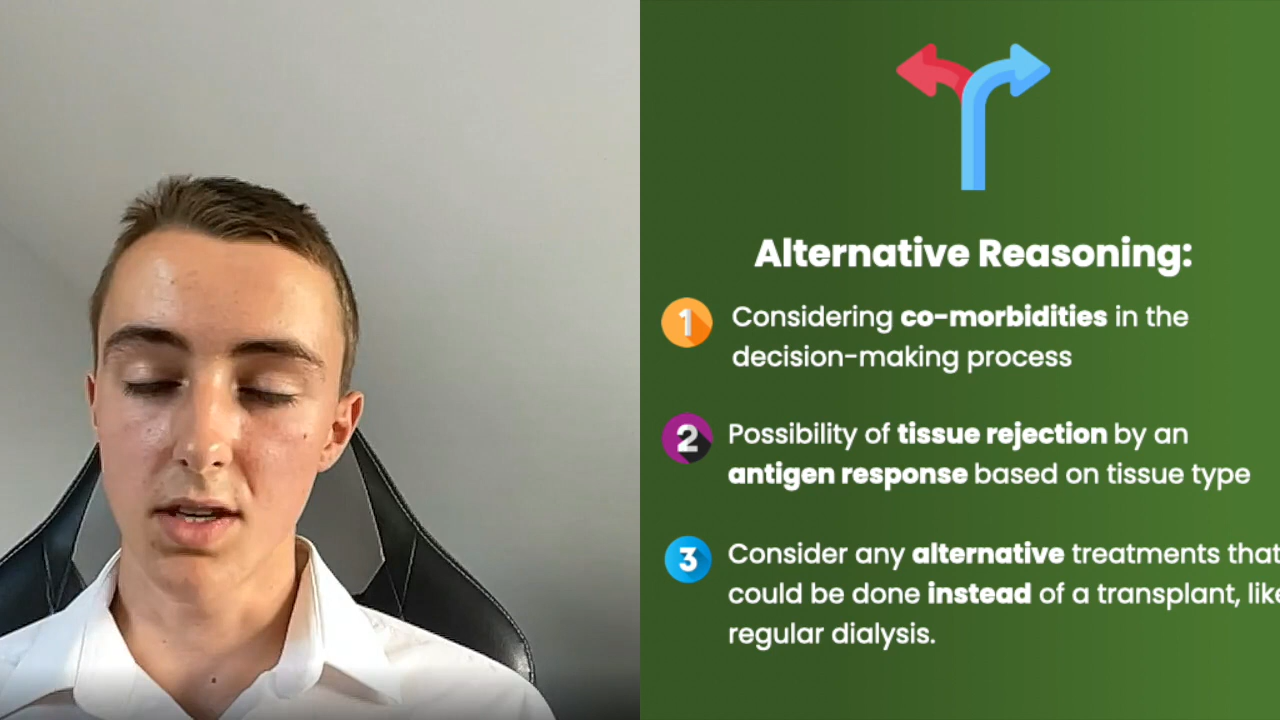 Alternative Reasoning:
1 Considering co-morbidities in the
decision-making process
2 Possibility of tissue rejection by an
antigen response based on tissue type
3 Consider any alternative treatments that
could be done instead of a transplant, like
regular dialysis.